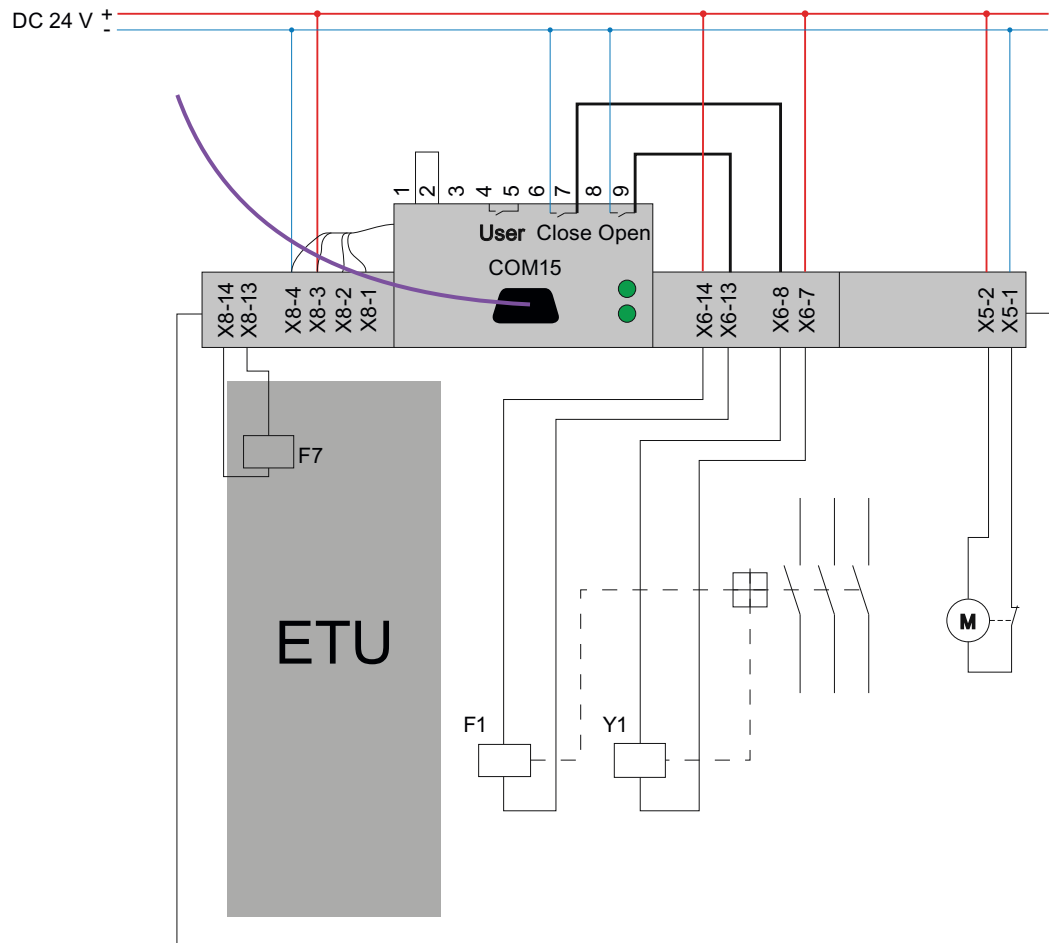 DC 24 V +
-
1 2 3 4 5 6 7 8 9
User Close Open
COM15
X8-14 X8-13 X8-4 X8-3 X8-2 X8-1 X6-14 X6-13 X6-8 X6-7 X5-2 X5-1
F7
ETU
M
F1 Y1